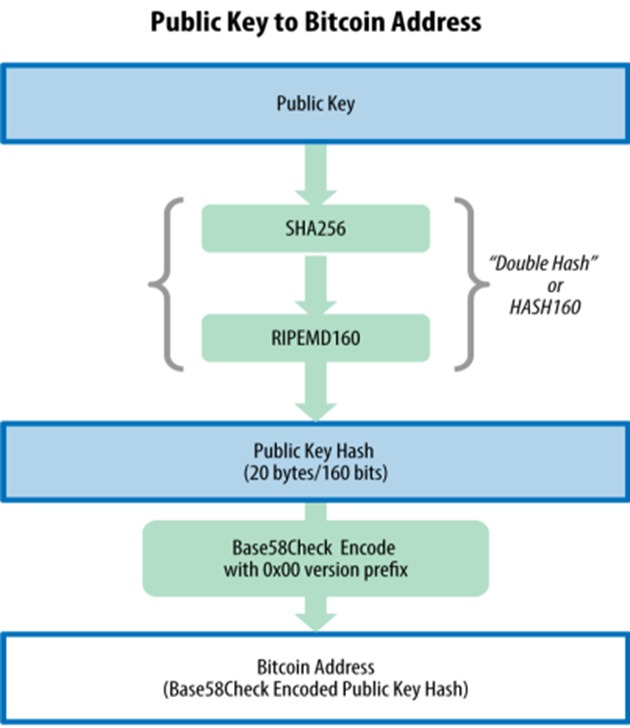 Public Key to Bitcoin Address
Public Key
SHA256
"Double Hash"
or
HASH160
RIPEMD160
Public Key Hash
(20 bytes/160 bits)
Base58Check Encode
with 0x00 version prefix
Bitcoin Address
(Base58Check Encoded Public Key Hash)